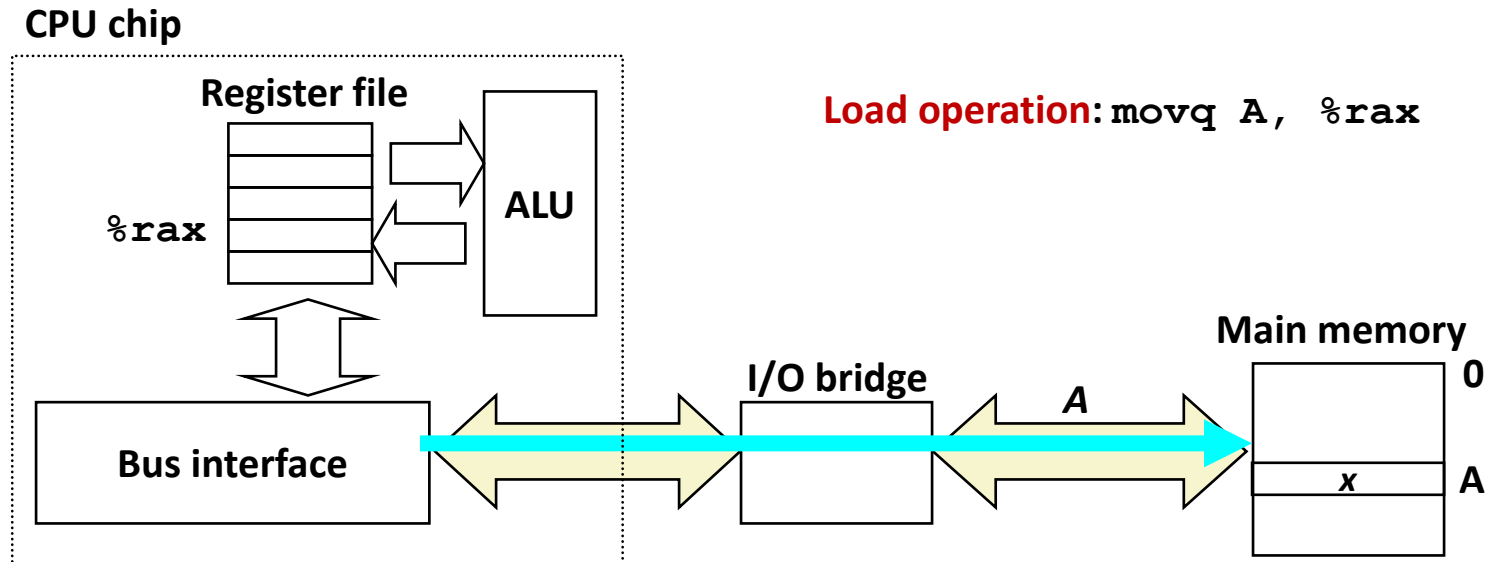 CPU chip
Register file
Load operation: movq A, %rax
ALU
%rax
Main memory
0
I/O bridge
A
Bus interface
x
A